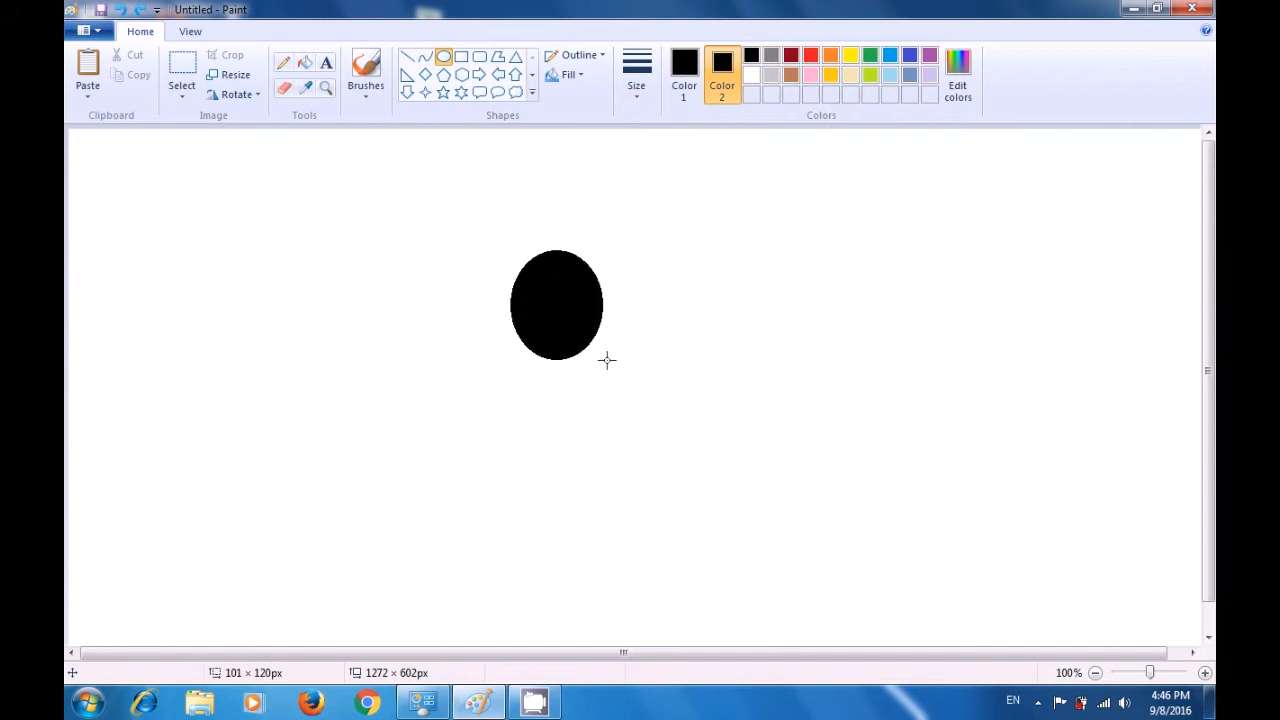 Untitled - Paint
Home View
Paste
Cut
Copy
Clipboard
Select
Crop
Resize
Rotate
Image
A
Tools
Brushes
Outline
Fill
Shapes
Size
Color 1
Color 2
Edit colors
Colors
101 × 120px
1272 × 602px
100%
EN
4:46 PM
9/8/2016